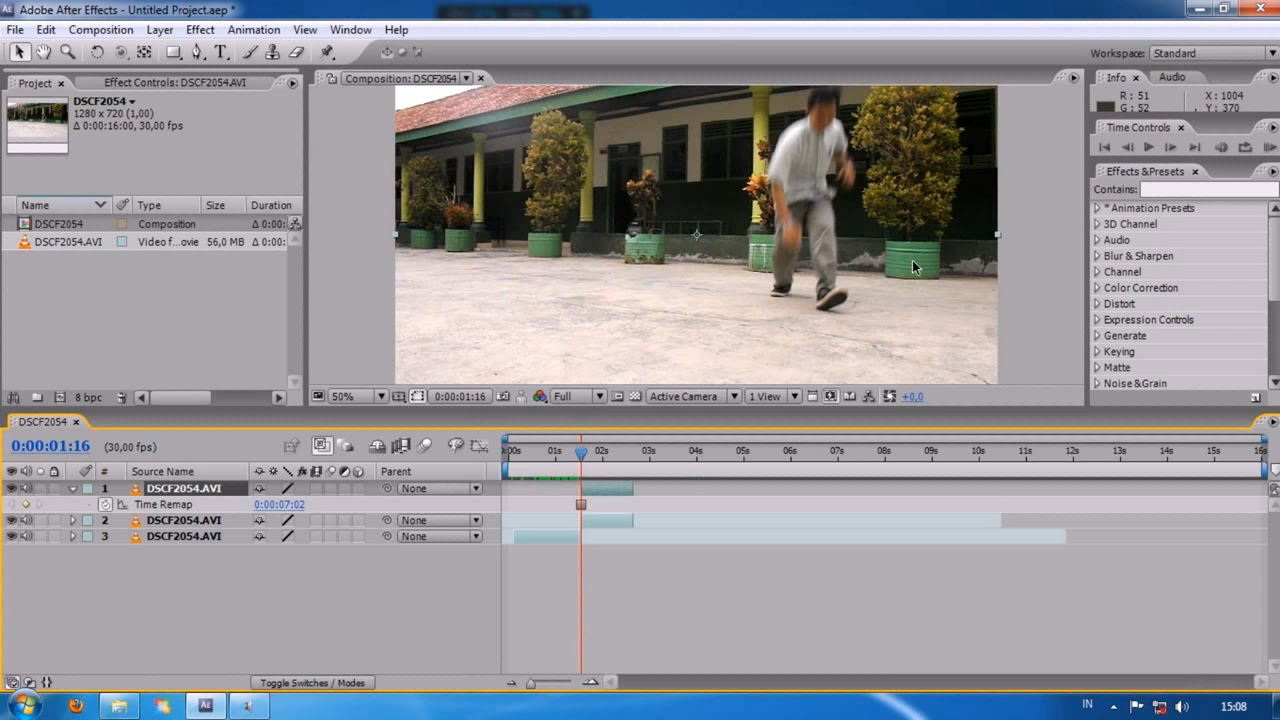 Adobe After Effects - Untitled Project.aep *
File Edit Composition Layer Effect Animation View Window Help
Workspace: Standard
Project Effect Controls: DSCF2054.AVI
Composition: DSCF2054
Info Audio
DSCF2054
1280 x 720 (1,00)
Δ 0:00:16:00, 30,00 fps
R : 51 X : 1004
G : 52 Y : 370
Time Controls
Effects & Presets
Contains:
* Animation Presets
3D Channel
Audio
Blur & Sharpen
Channel
Color Correction
Distort
Expression Controls
Generate
Keying
Matte
Noise & Grain
Name Type Size Duration
DSCF2054 Composition Δ 0:00:
DSCF2054.AVI Video f...ovie 56,0 MB Δ 0:00:
8 bpc
50% 0:00:01:16 Full Active Camera 1 View +0,0
DSCF2054
0:00:01:16 (30,00 fps)
:00s 01s 02s 03s 04s 05s 06s 07s 08s 09s 10s 11s 12s 13s 14s 15s 16s
# Source Name Parent
1 DSCF2054.AVI None
Time Remap 0:00:07:02
2 DSCF2054.AVI None
3 DSCF2054.AVI None
Toggle Switches / Modes
Ae IN 15:08